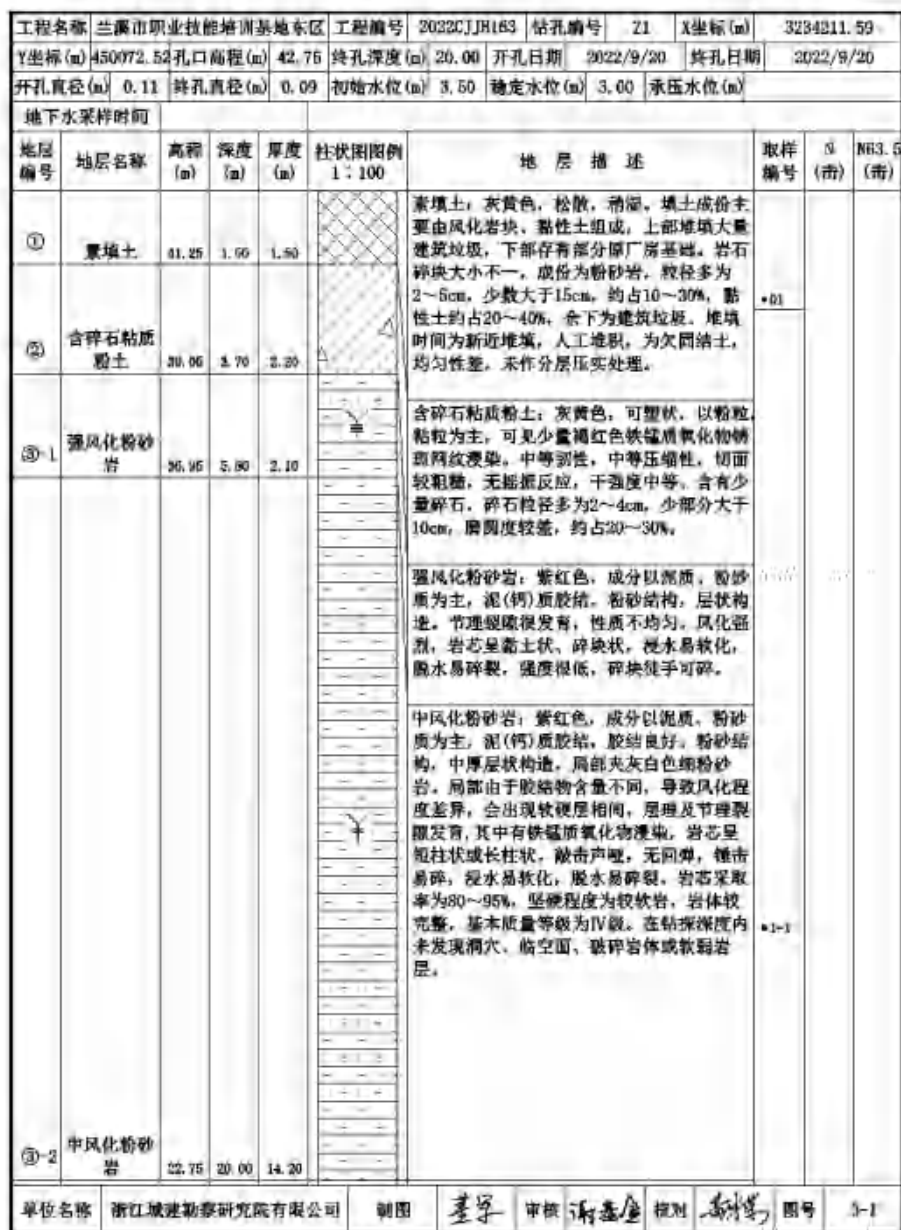 工程名称 兰溪市职业技能培训基地东区 工程编号 2022CJJH163 钻孔编号 Z1 X坐标(m) 3234211.59
Y坐标(m) 450072.52 孔口高程(m) 42.75 终孔深度(m) 20.00 开孔日期 2022/9/20 终孔日期 2022/9/20
开孔直径(m) 0.11 终孔直径(m) 0.09 初始水位(m) 3.50 稳定水位(m) 3.00 承压水位(m)
地下水采样时间
地层编号 地层名称 高程(m) 深度(m) 厚度(m) 柱状图图例 1:100 地 层 描 述 取样编号 N(击) N63.5(击)
① 素填土 41.25 1.50 1.50
素填土：灰黄色，松散，稍湿。填土成份主
要由风化岩块、黏性土组成，上部堆填大量
建筑垃圾，下部存有部分原厂房基础。岩石
碎块大小不一，成份为粉砂岩，粒径多为
2～5cm，少数大于15cm，约占10～30%，黏
性土约占20～40%，余下为建筑垃圾。堆填
时间为新近堆填，人工堆积，为欠固结土，
均匀性差，未作分层压实处理。
•01
② 含碎石粘质粉土 39.05 3.70 2.20
含碎石粘质粉土：灰黄色，可塑状，以粉粒、
粘粒为主，可见少量褐红色铁锰质氧化物锈
斑网纹浸染。中等韧性，中等压缩性，切面
较粗糙，无摇振反应，干强度中等。含有少
量碎石，碎石粒径多为2～4cm，少部分大于
10cm，磨圆度较差，约占20～30%。
③-1 强风化粉砂岩 36.95 5.80 2.10
强风化粉砂岩：紫红色，成分以泥质、粉砂
质为主，泥(钙)质胶结，粉砂结构，层状构
造。节理裂隙很发育，性质不均匀，风化强
烈，岩芯呈黏土状、碎块状，浸水易软化，
脱水易碎裂，强度很低，碎块徒手可碎。
中风化粉砂岩：紫红色，成分以泥质、粉砂
质为主，泥(钙)质胶结，胶结良好，粉砂结
构，中厚层状构造，局部夹灰白色细粉砂
岩。局部由于胶结物含量不同，导致风化程
度差异，会出现软硬层相间，层理及节理裂
隙发育,其中有铁锰质氧化物浸染，岩芯呈
短柱状或长柱状，敲击声哑，无回弹，锤击
易碎，浸水易软化，脱水易碎裂，岩芯采取
率为80～95%，坚硬程度为较软岩，岩体较
完整，基本质量等级为Ⅳ级。在钻探深度内
未发现洞穴、临空面、破碎岩体或软弱岩
层。
•1-1
③-2 中风化粉砂岩 22.75 20.00 14.20
单位名称 浙江城建勘察研究院有限公司 制图 审核 校对 图号 3-1